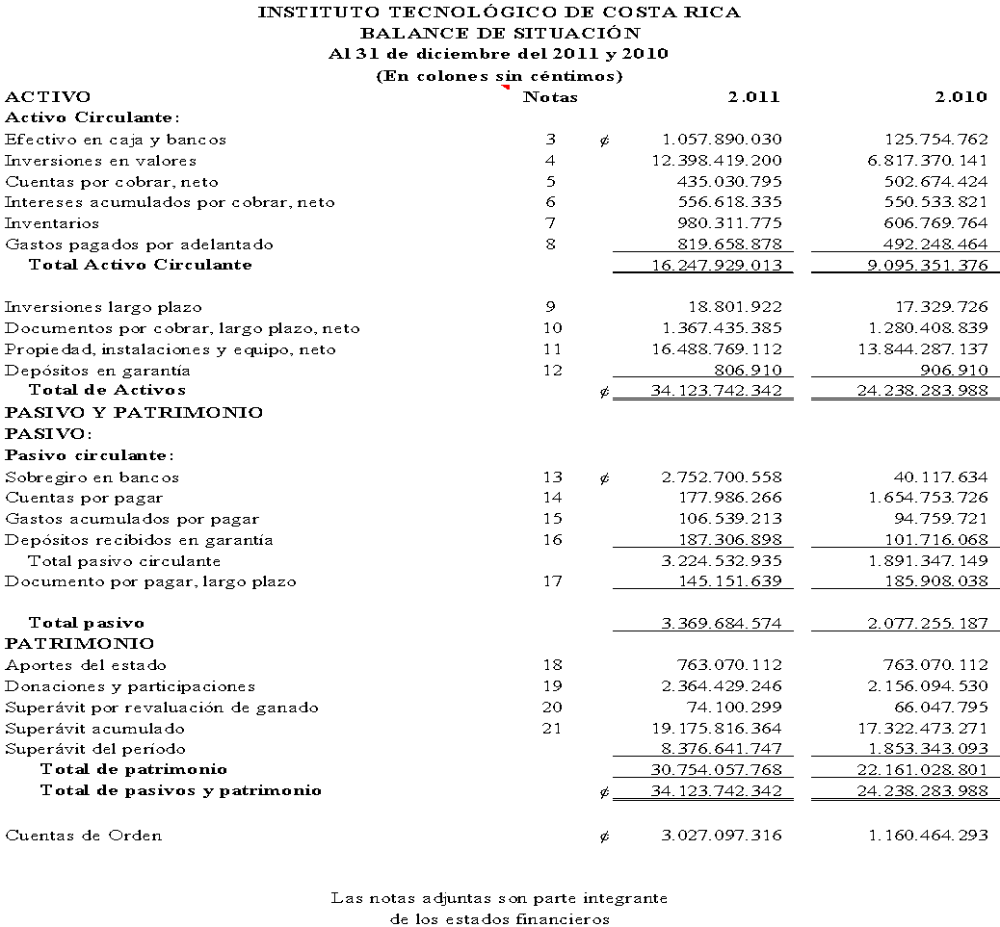 INSTITUTO TECNOLÓGICO DE COSTA RICA
BALANCE DE SITUACIÓN
Al 31 de diciembre del 2011 y 2010
(En colones sin céntimos)
ACTIVO Notas 2.011 2.010
Activo Circulante:
Efectivo en caja y bancos 3 ¢ 1.057.890.030 125.754.762
Inversiones en valores 4 12.398.419.200 6.817.370.141
Cuentas por cobrar, neto 5 435.030.795 502.674.424
Intereses acumulados por cobrar, neto 6 556.618.335 550.533.821
Inventarios 7 980.311.775 606.769.764
Gastos pagados por adelantado 8 819.658.878 492.248.464
Total Activo Circulante 16.247.929.013 9.095.351.376
Inversiones largo plazo 9 18.801.922 17.329.726
Documentos por cobrar, largo plazo, neto 10 1.367.435.385 1.280.408.839
Propiedad, instalaciones y equipo, neto 11 16.488.769.112 13.844.287.137
Depósitos en garantía 12 806.910 906.910
Total de Activos ¢ 34.123.742.342 24.238.283.988
PASIVO Y PATRIMONIO
PASIVO:
Pasivo circulante:
Sobregiro en bancos 13 ¢ 2.752.700.558 40.117.634
Cuentas por pagar 14 177.986.266 1.654.753.726
Gastos acumulados por pagar 15 106.539.213 94.759.721
Depósitos recibidos en garantía 16 187.306.898 101.716.068
Total pasivo circulante 3.224.532.935 1.891.347.149
Documento por pagar, largo plazo 17 145.151.639 185.908.038
Total pasivo 3.369.684.574 2.077.255.187
PATRIMONIO
Aportes del estado 18 763.070.112 763.070.112
Donaciones y participaciones 19 2.364.429.246 2.156.094.530
Superávit por revaluación de ganado 20 74.100.299 66.047.795
Superávit acumulado 21 19.175.816.364 17.322.473.271
Superávit del período 8.376.641.747 1.853.343.093
Total de patrimonio 30.754.057.768 22.161.028.801
Total de pasivos y patrimonio ¢ 34.123.742.342 24.238.283.988
Cuentas de Orden ¢ 3.027.097.316 1.160.464.293
Las notas adjuntas son parte integrante
de los estados financieros